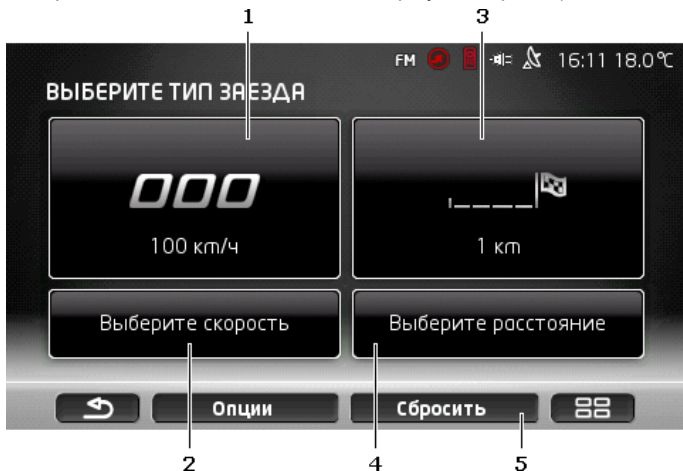 1 3
FM 16:11 18.0°C
ВЫБЕРИТЕ ТИП ЗАЕЗДА
000
100 km/ч 1 km
Выберите скорость Выберите расстояние
Опции Сбросить
2 4 5